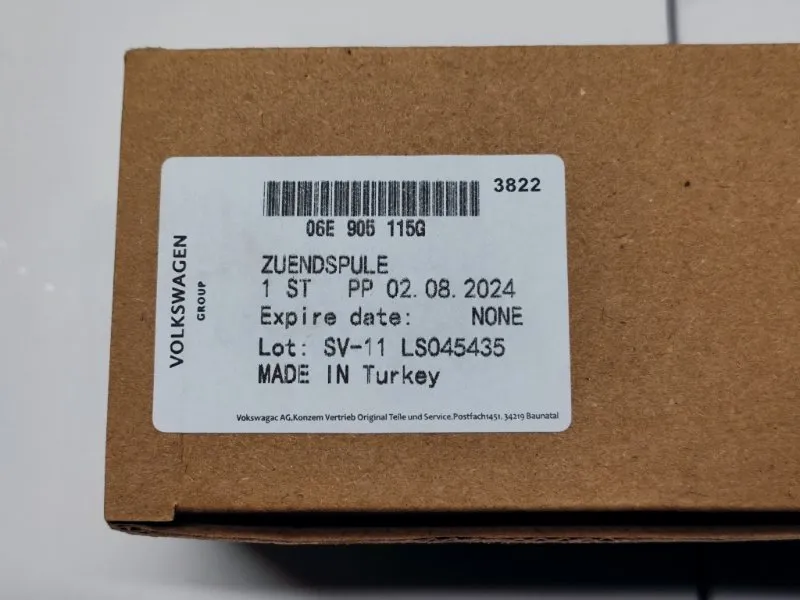 3822
06E 905 115G
VOLKSWAGEN
GROUP
ZUENDSPULE
1 ST PP 02.08.2024
Expire date: NONE
Lot: SV-11 LS045435
MADE IN Turkey
Vokswagac AG,Konzem Vertrieb Original Teile und Service.Postfach1451. 34219 Baunatal